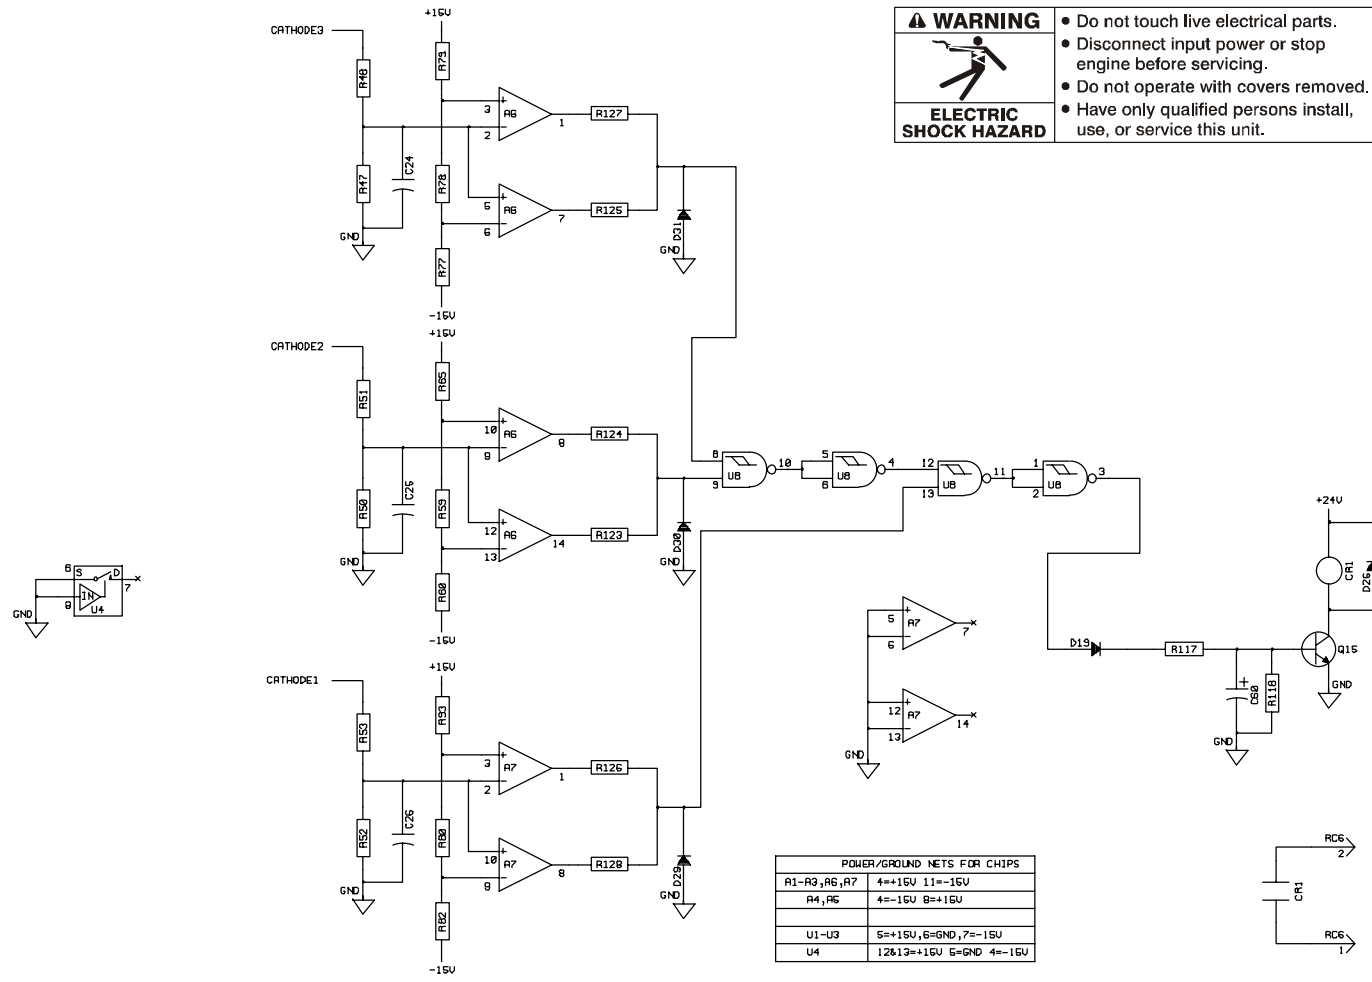 WARNING
ELECTRIC
SHOCK HAZARD
● Do not touch live electrical parts.
● Disconnect input power or stop
engine before servicing.
● Do not operate with covers removed.
● Have only qualified persons install,
use, or service this unit.
CATHODE3
+15V
R48
R79
3
A6
1
2
R127
R47
C24
R78
5
A6
7
6
R125
D31
GND
GND
R77
-15V
CATHODE2
+15V
R51
R65
10
A6
8
9
R124
R50
C25
R59
12
A6
14
13
R123
D30
GND
GND
R60
-15V
8
9
U8
10
5
6
U8
4
12
13
U8
11
1
2
U8
3
6
S
D
7
8
IN
U4
GND
CATHODE1
+15V
R53
R93
3
A7
1
2
R126
R52
C26
R80
10
A7
8
9
R128
D29
GND
GND
R82
-15V
5
A7
7
6
12
A7
14
13
GND
+24V
CR1
D26
D19
R117
Q15
C60
R118
GND
GND
POWER/GROUND NETS FOR CHIPS
A1-A3,A6,A7 4=+15V 11=-15V
A4,A5 4=-15V 8=+15V
U1-U3 5=+15V,6=GND,7=-15V
U4 12&13=+15V 5=GND 4=-15V
RC6
2
CR1
RC6
1